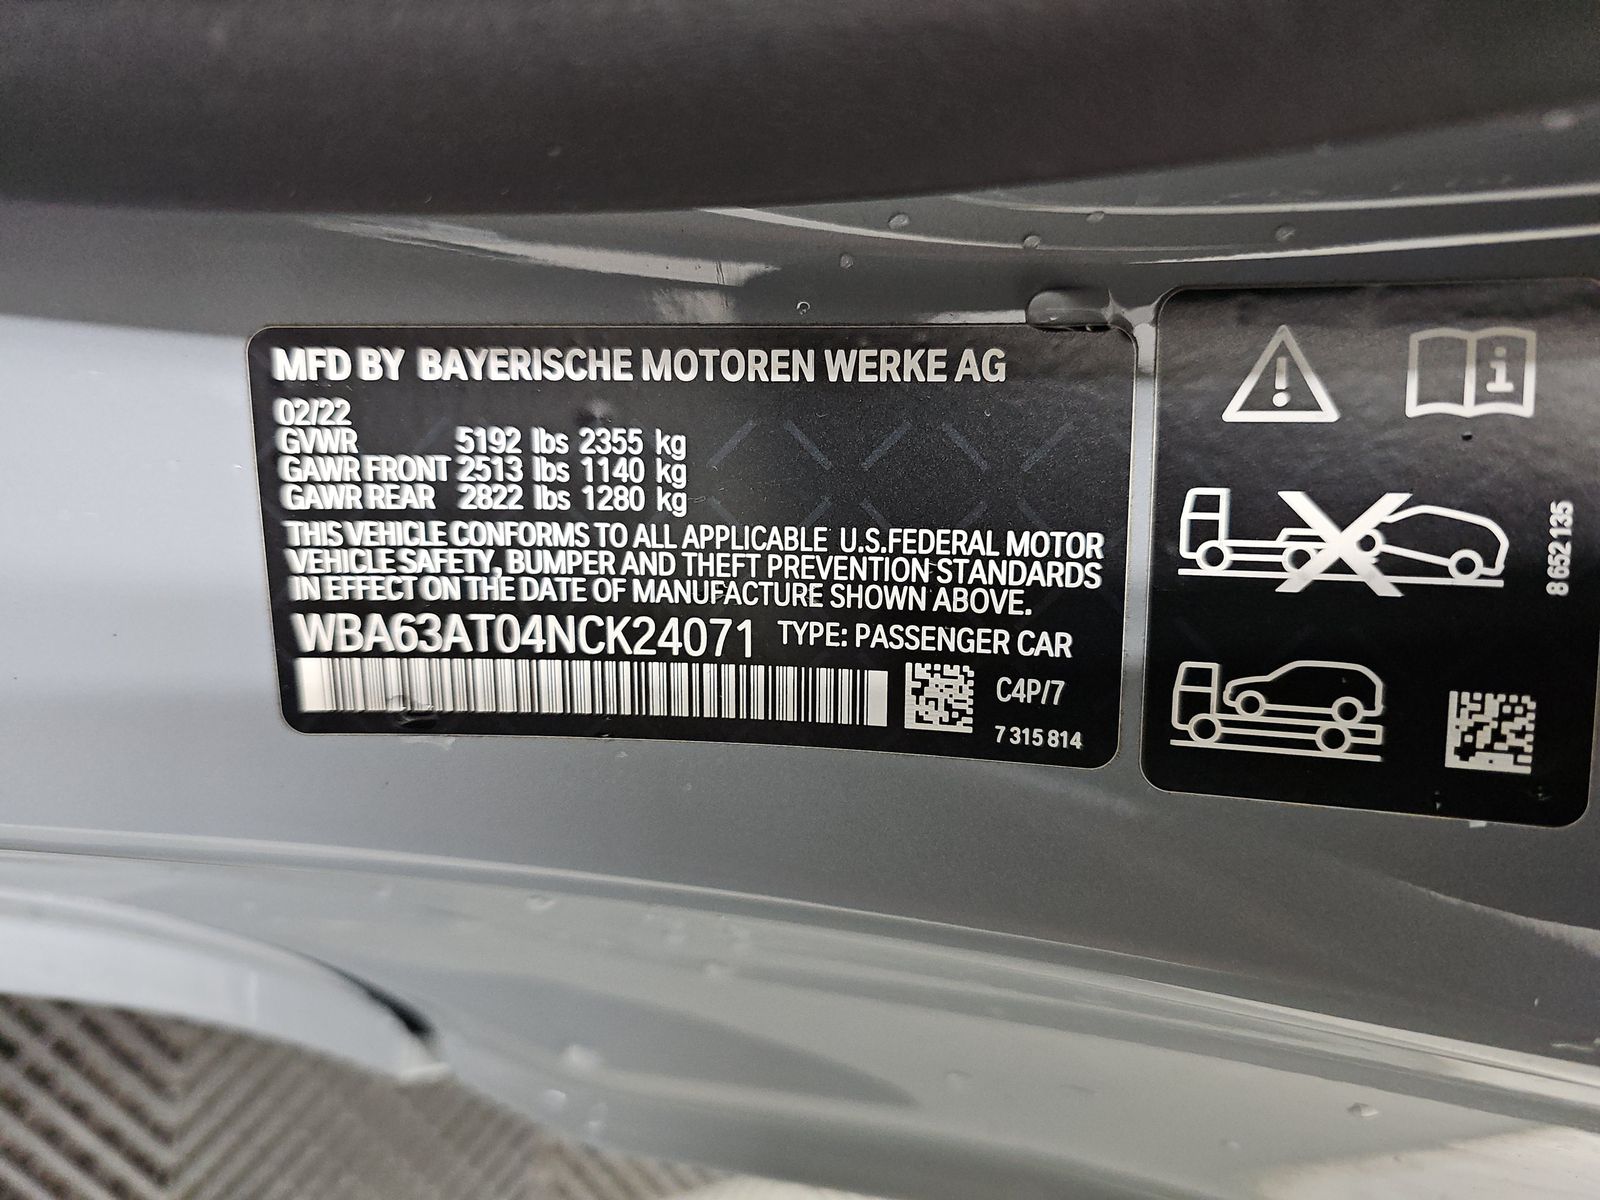 MFD BY BAYERISCHE MOTOREN WERKE AG
02/22
GVWR 5192 lbs 2355 kg
GAWR FRONT 2513 lbs 1140 kg
GAWR REAR 2822 lbs 1280 kg
THIS VEHICLE CONFORMS TO ALL APPLICABLE U.S.FEDERAL MOTOR
VEHICLE SAFETY, BUMPER AND THEFT PREVENTION STANDARDS
IN EFFECT ON THE DATE OF MANUFACTURE SHOWN ABOVE.
WBA63AT04NCK24071 TYPE: PASSENGER CAR
C4P/7
7 315 814
8 652 135